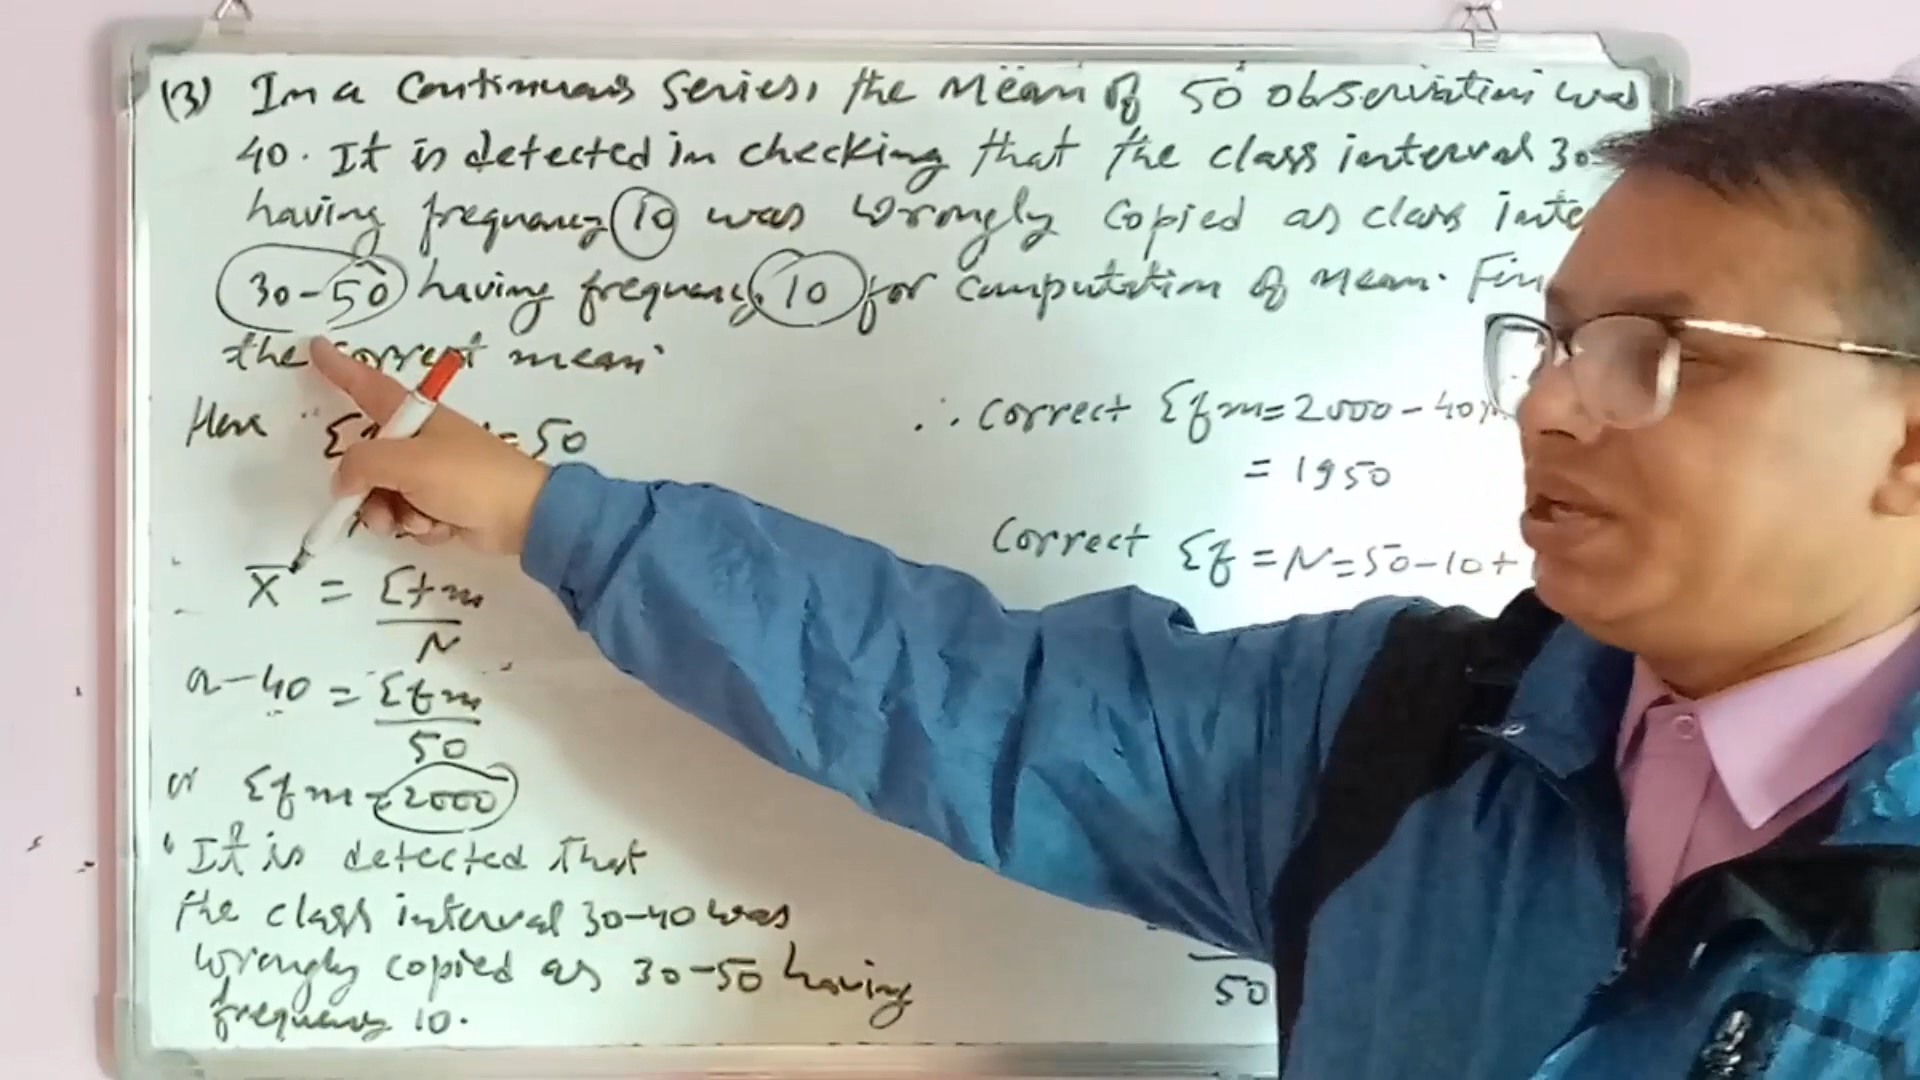 (3) In a Continuous Series, the Mean of 50 observation was
40. It is detected in checking that the class interval 30
having frequency 10 was wrongly copied as class inte
30-50 having frequency 10 for computation of Mean. Fin
the correct mean.
Here
= 50
X̄ = Σfm
N
or 40 = Σfm
50
or Σfm = 2000
It is detected that
the class interval 30-40 was
wrongly copied as 30-50 having
frequency 10.
∴ Correct Σfm = 2000 - 40
= 1950
Correct Σf = N = 50 - 10 +
50